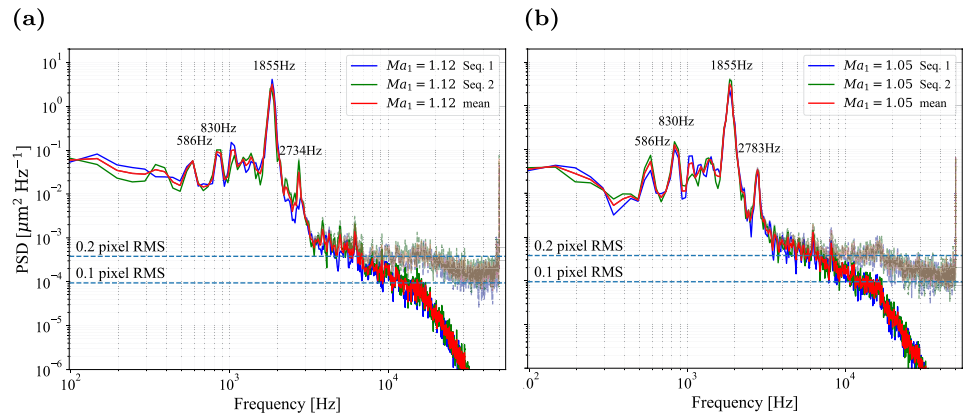 (a)
PSD [μm² Hz⁻¹]
10¹
10⁰
10⁻¹
10⁻²
10⁻³
10⁻⁴
10⁻⁵
10⁻⁶
Ma₁ = 1.12 Seq. 1
Ma₁ = 1.12 Seq. 2
Ma₁ = 1.12 mean
1855Hz
830Hz
586Hz
2734Hz
0.2 pixel RMS
0.1 pixel RMS
10² 10³ 10⁴
Frequency [Hz]
(b)
Ma₁ = 1.05 Seq. 1
Ma₁ = 1.05 Seq. 2
Ma₁ = 1.05 mean
1855Hz
830Hz
586Hz
2783Hz
0.2 pixel RMS
0.1 pixel RMS
10² 10³ 10⁴
Frequency [Hz]